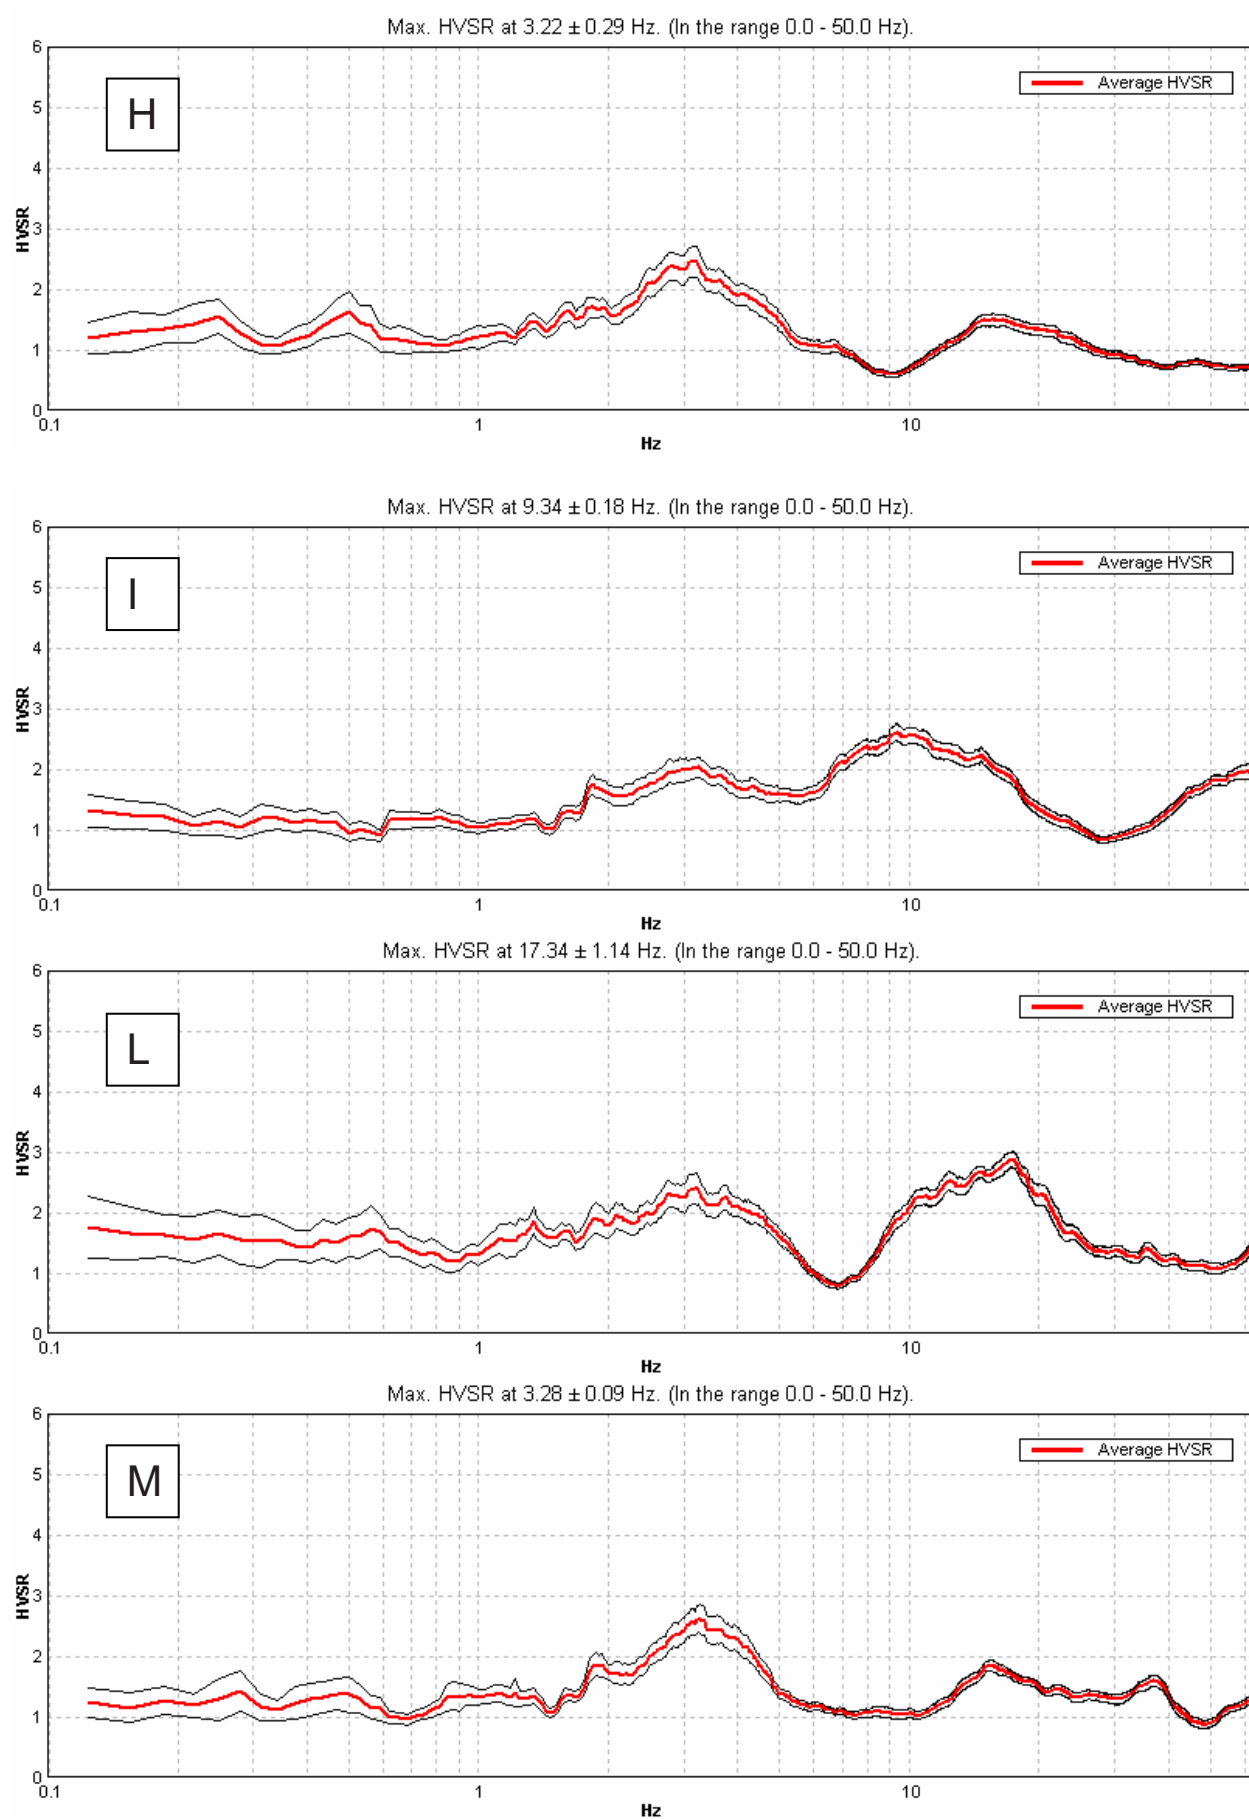 Max. HVSR at 3.22 ± 0.29 Hz. (In the range 0.0 - 50.0 Hz).
6
Average HVSR
5
H
4
3
HVSR
2
1
0
0.1 1 10
Hz
Max. HVSR at 9.34 ± 0.18 Hz. (In the range 0.0 - 50.0 Hz).
6
Average HVSR
5
I
4
3
HVSR
2
1
0
0.1 1 10
Hz
Max. HVSR at 17.34 ± 1.14 Hz. (In the range 0.0 - 50.0 Hz).
6
Average HVSR
5
L
4
3
HVSR
2
1
0
0.1 1 10
Hz
Max. HVSR at 3.28 ± 0.09 Hz. (In the range 0.0 - 50.0 Hz).
6
Average HVSR
5
M
4
3
HVSR
2
1
0
0.1 1 10
Hz